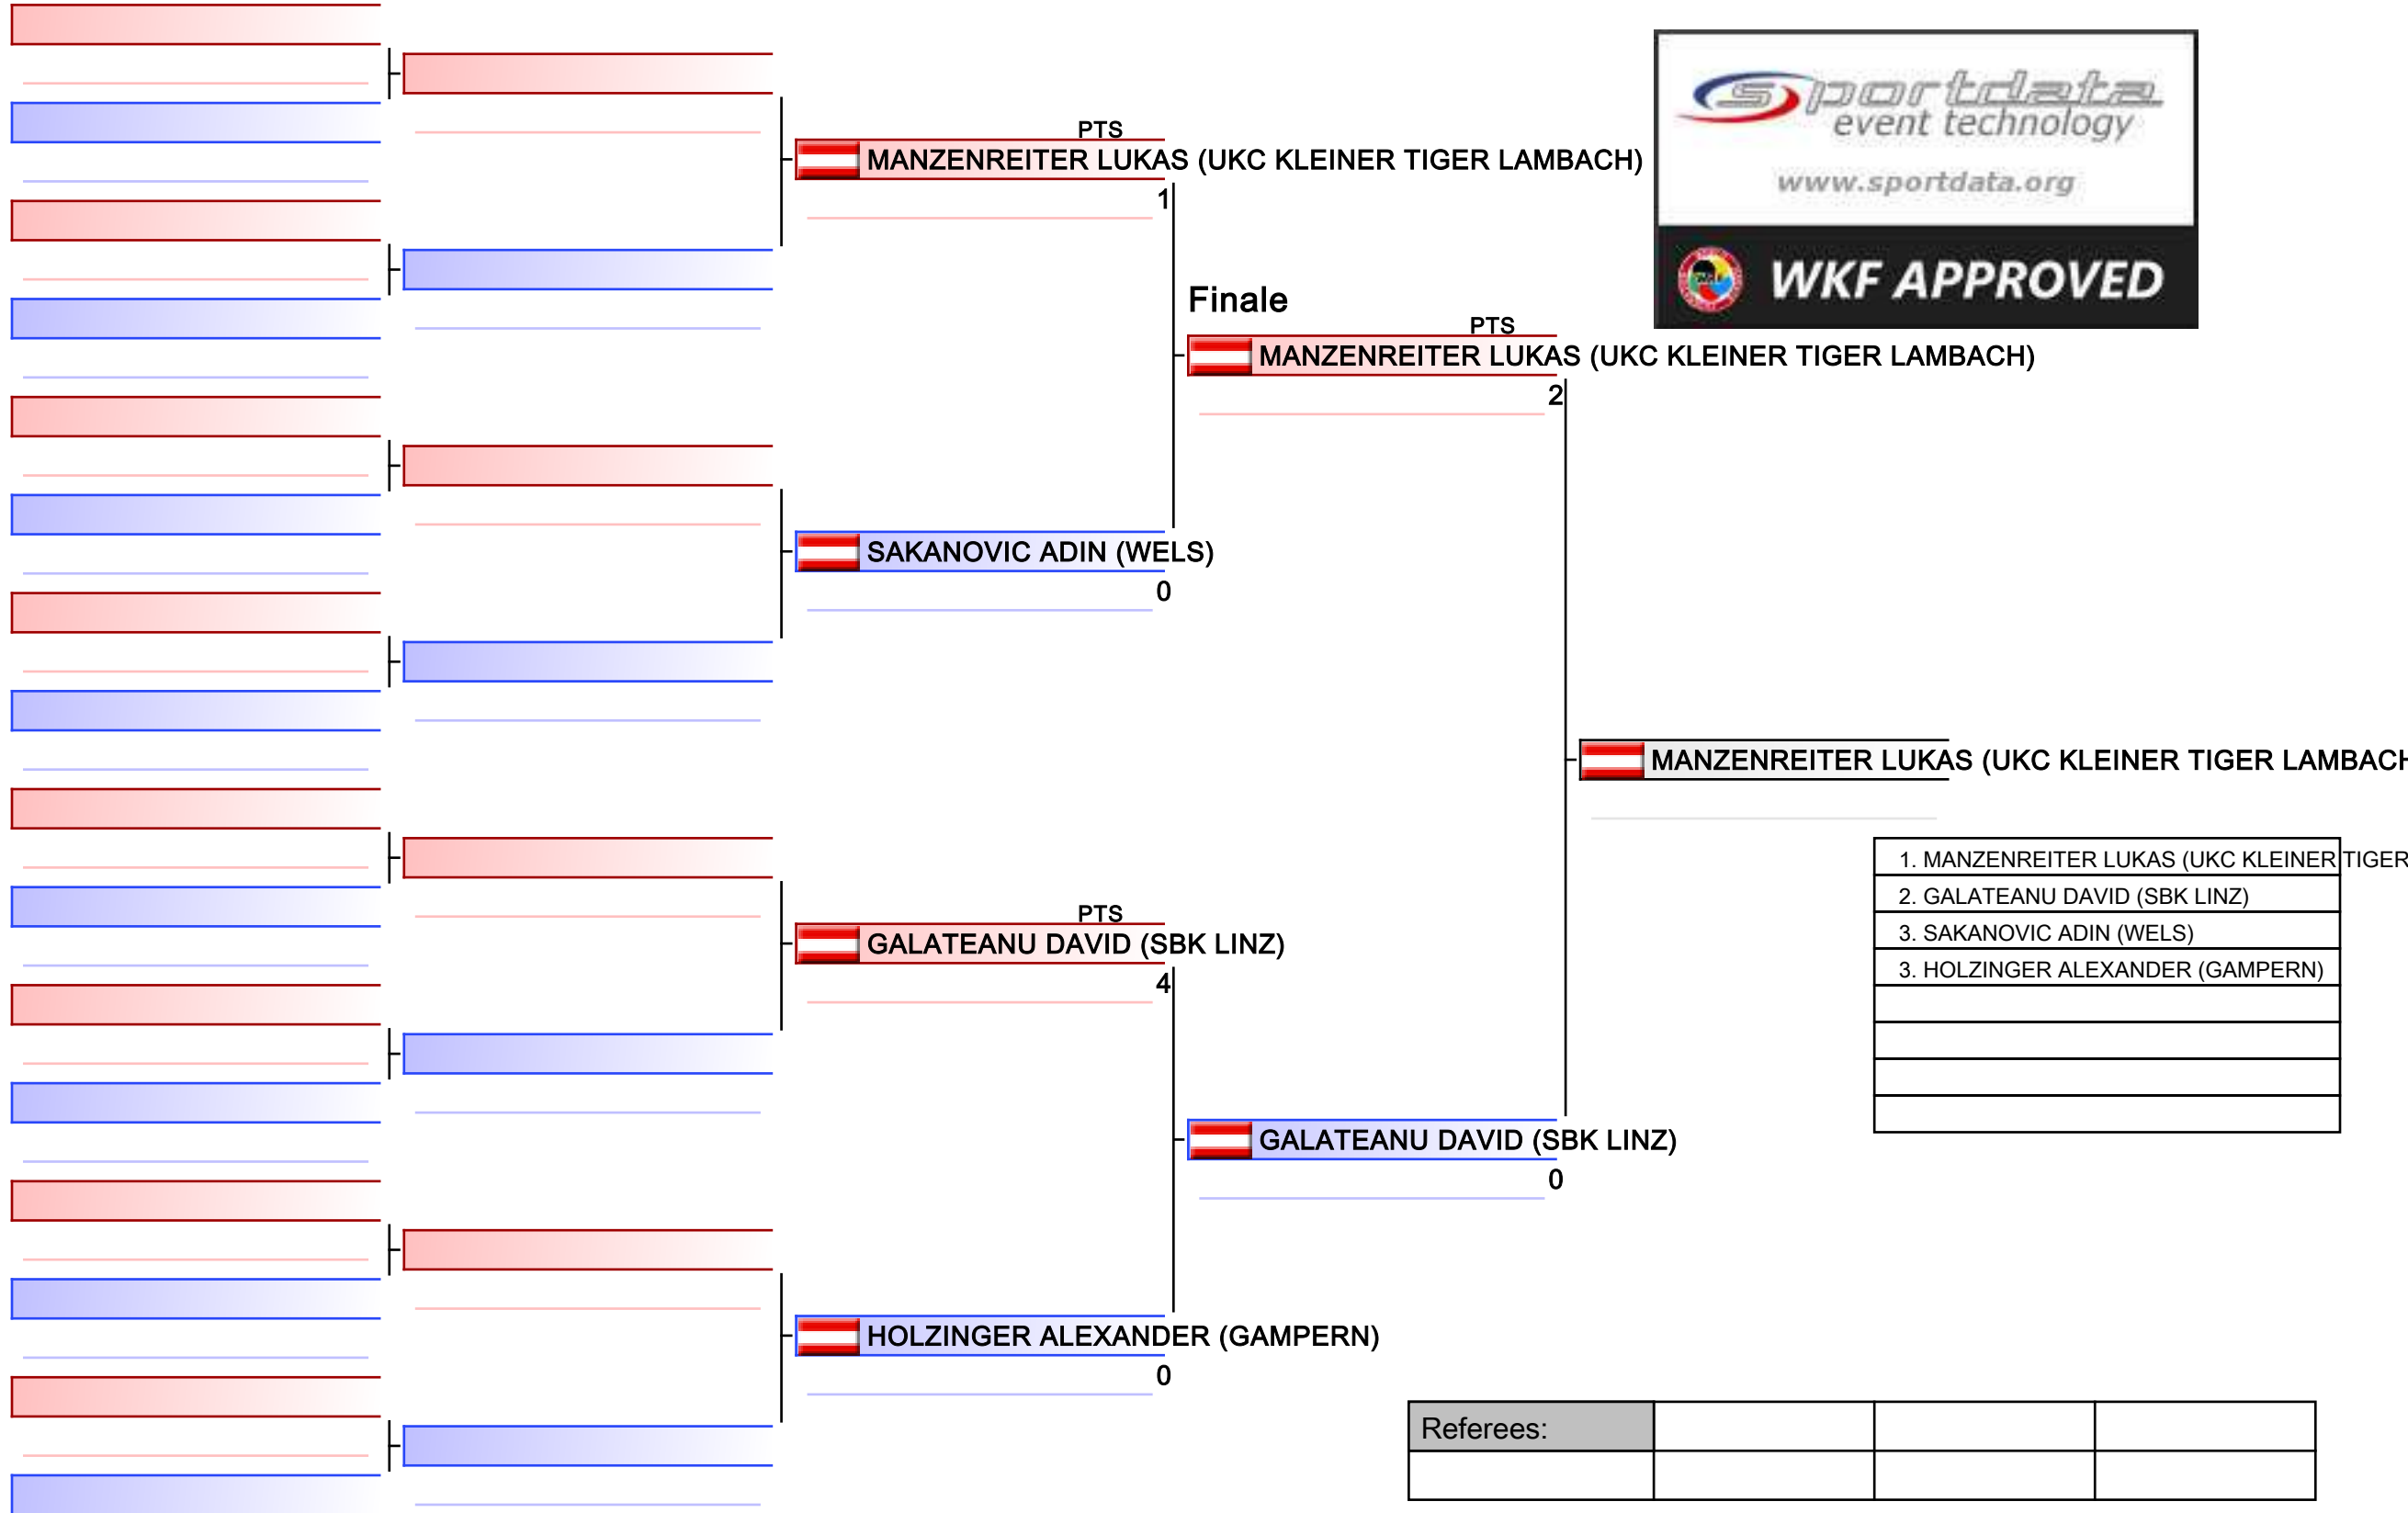 sportdata
event technology
www.sportdata.org
WKF APPROVED
PTS
MANZENREITER LUKAS (UKC KLEINER TIGER LAMBACH)
1
Finale
PTS
MANZENREITER LUKAS (UKC KLEINER TIGER LAMBACH)
2
SAKANOVIC ADIN (WELS)
0
MANZENREITER LUKAS (UKC KLEINER TIGER LAMBACH
1. MANZENREITER LUKAS (UKC KLEINER TIGER
2. GALATEANU DAVID (SBK LINZ)
3. SAKANOVIC ADIN (WELS)
3. HOLZINGER ALEXANDER (GAMPERN)
PTS
GALATEANU DAVID (SBK LINZ)
4
GALATEANU DAVID (SBK LINZ)
0
HOLZINGER ALEXANDER (GAMPERN)
0
Referees: